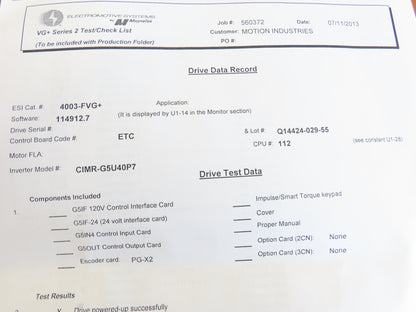 ELECTROMOTIVE SYSTEMS
by Magnetek
VG+ Series 2 Test/Check List
(To be included with Production Folder)
Job #: 560372 Date: 07/11/2013
Customer: MOTION INDUSTRIES
PO #:
Drive Data Record
ESI Cat. #: 4003-FVG+ Application:
Software: 114912.7 (It is displayed by U1-14 in the Monitor section)
Drive Serial #: & Lot #: Q14424-029-55
Control Board Code #: ETC CPU #: 112 (see constant U1-28)
Motor FLA:
Inverter Model #: CIMR-G5U40P7
Drive Test Data
Components Included
1. G5IF 120V Control Interface Card Impulse/Smart Torque keypad
G5IF-24 (24 volt interface card) Cover
G5IN4 Control Input Card Proper Manual
G5OUT Control Output Card Option Card (2CN): None
Encoder card: PG-X2 Option Card (3CN): None
Test Results
Drive powered-up successfully